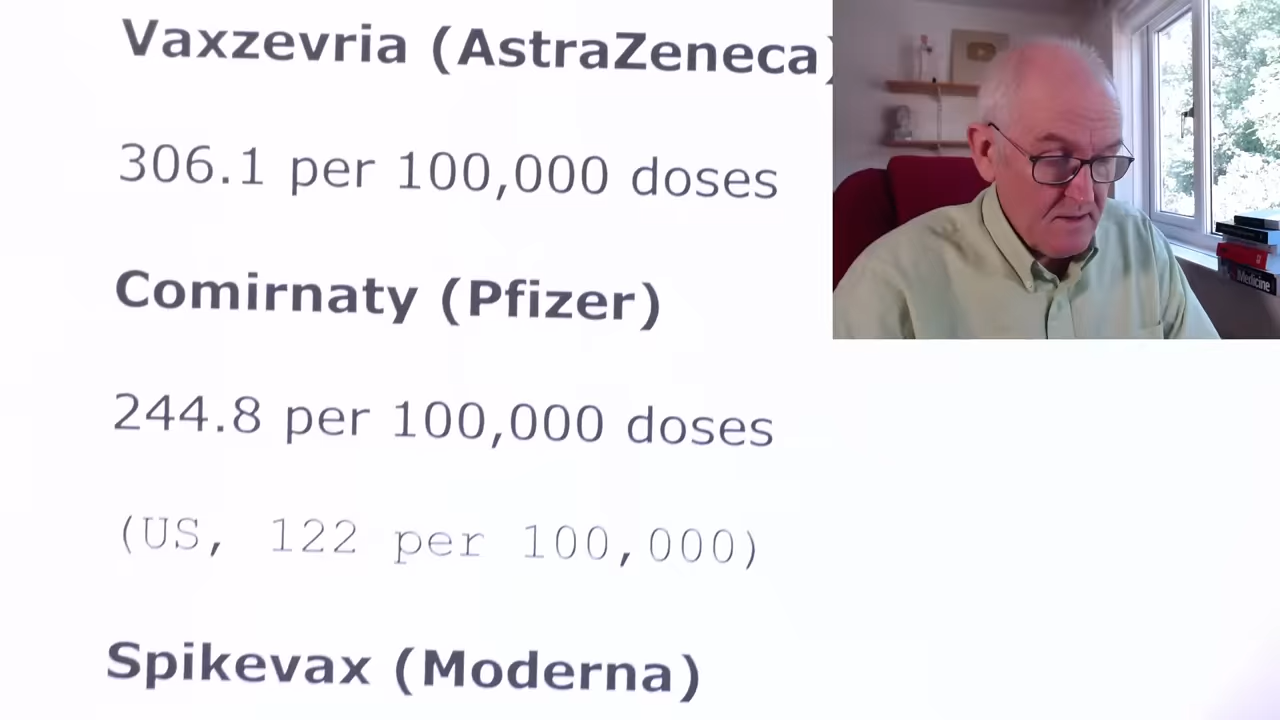 Vaxzevria (AstraZeneca)
306.1 per 100,000 doses
Comirnaty (Pfizer)
244.8 per 100,000 doses
(US, 122 per 100,000)
Spikevax (Moderna)
Medicine